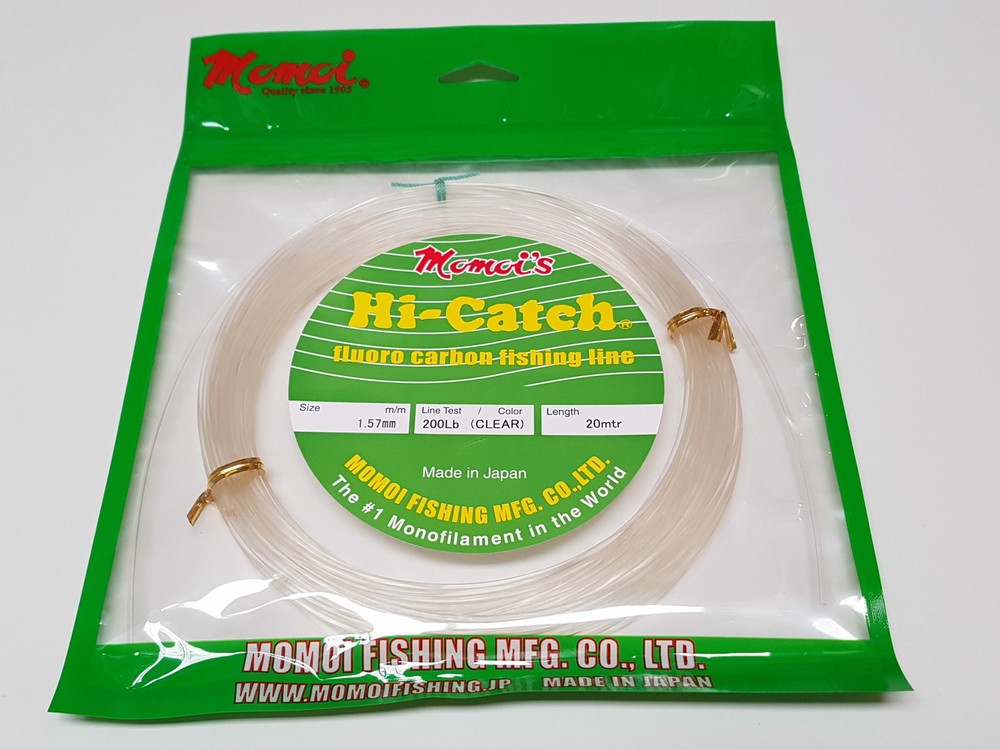 Momoi®
Quality since 1905
Momoi's
Hi-Catch®
fluoro carbon fishing line
Size m/m
1.57mm
Line Test / Color
200Lb (CLEAR)
Length
20mtr
Made in Japan
MOMOI FISHING MFG. CO.,LTD.
The #1 Monofilament in the World
MOMOI FISHING MFG. CO., LTD.
WWW.MOMOIFISHING.JP MADE IN JAPAN